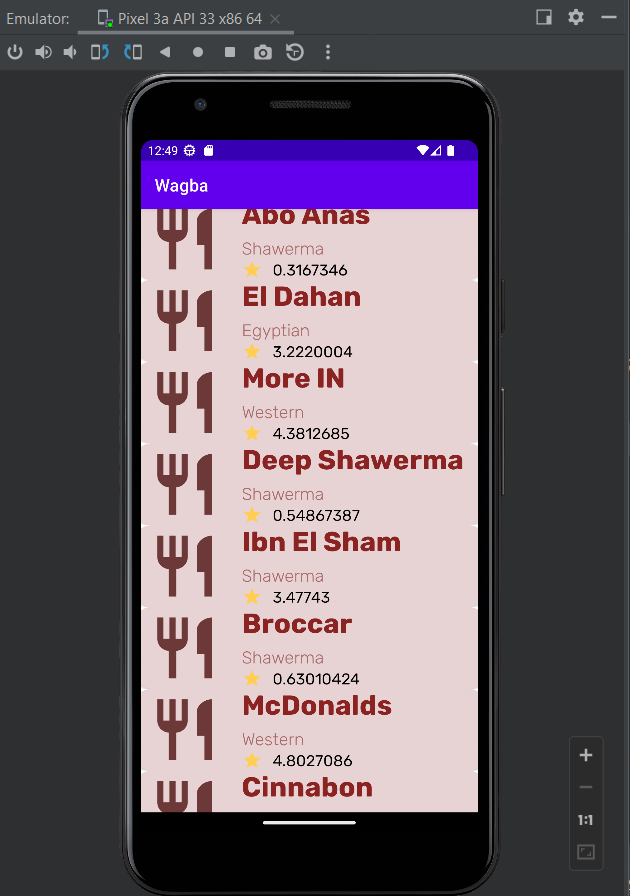 Emulator: Pixel 3a API 33 x86 64
12:49
Wagba
Abo Anas
Shawerma
0.3167346
El Dahan
Egyptian
3.2220004
More IN
Western
4.3812685
Deep Shawerma
Shawerma
0.54867387
Ibn El Sham
Shawerma
3.47743
Broccar
Shawerma
0.63010424
McDonalds
Western
4.8027086
Cinnabon
1:1